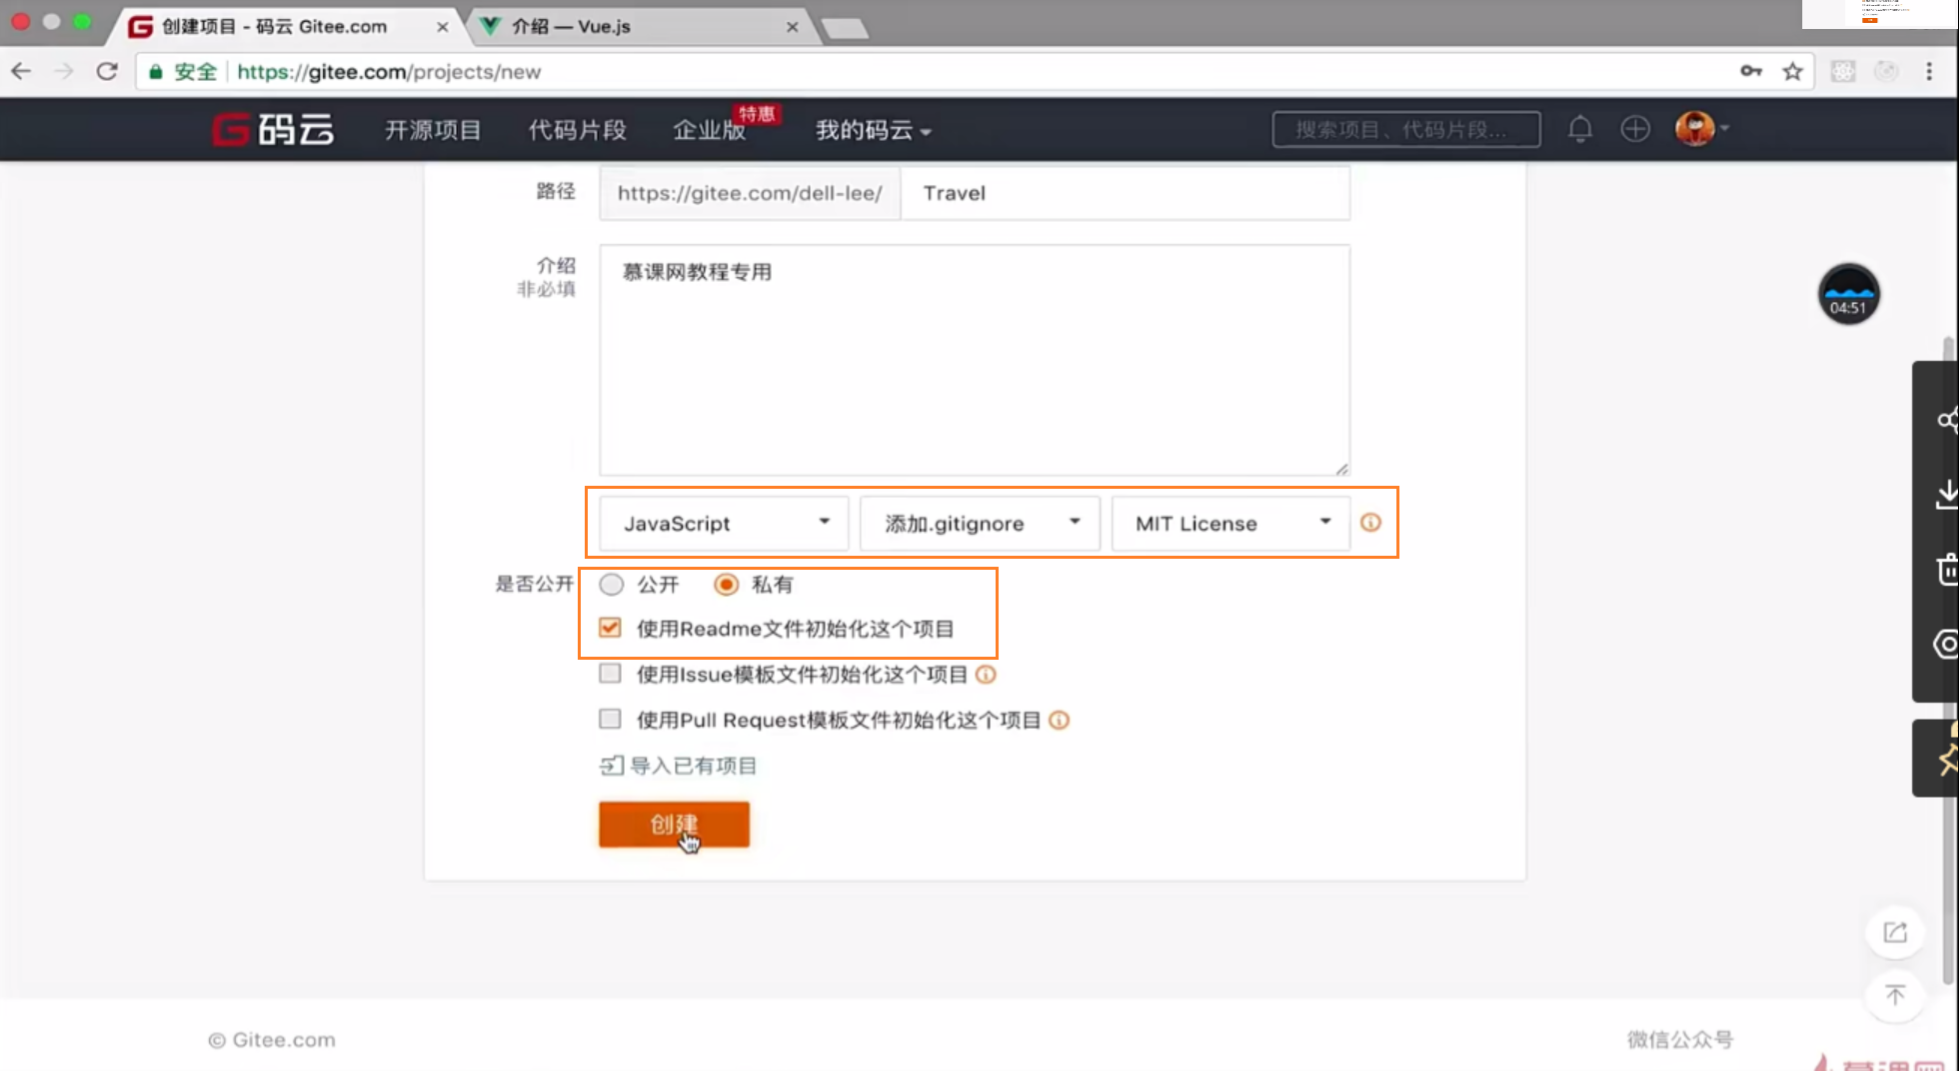 创建项目 - 码云 Gitee.com
介绍 — Vue.js
安全 https://gitee.com/projects/new
码云 开源项目 代码片段 企业版 特惠 我的码云 搜索项目、代码片段...
路径 https://gitee.com/dell-lee/ Travel
介绍 慕课网教程专用
非必填
04:51
JavaScript 添加.gitignore MIT License
是否公开 公开 私有
使用Readme文件初始化这个项目
使用Issue模板文件初始化这个项目
使用Pull Request模板文件初始化这个项目
导入已有项目
创建
© Gitee.com 微信公众号